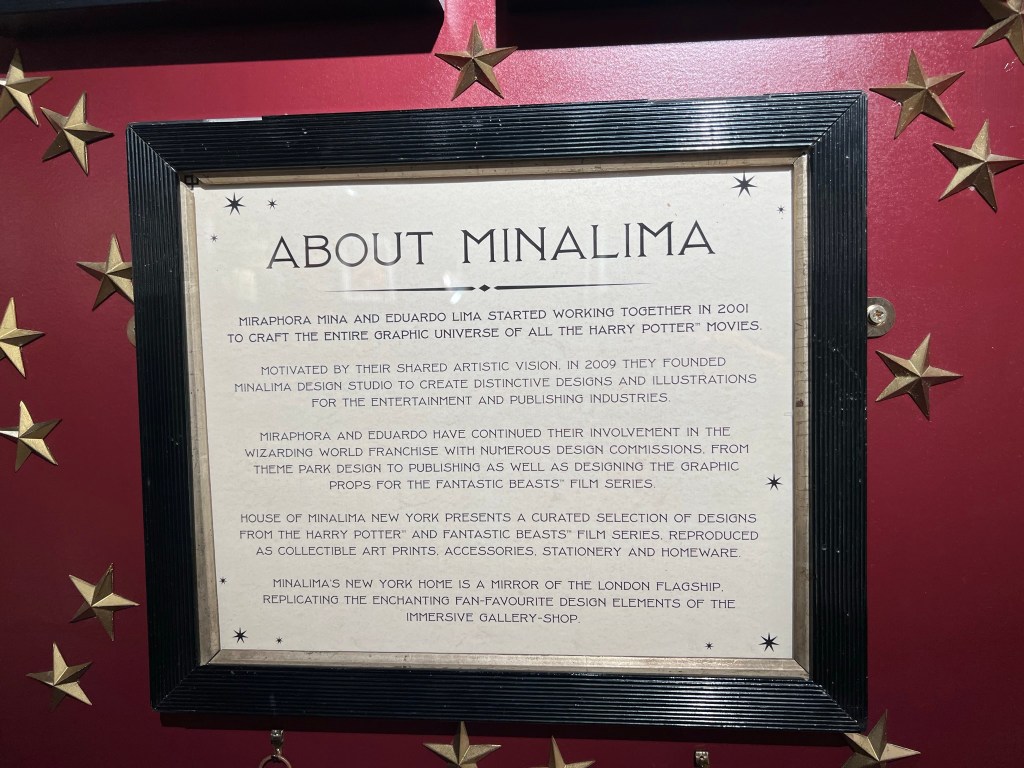 ABOUT MINALIMA
MIRAPHORA MINA AND EDUARDO LIMA STARTED WORKING TOGETHER IN 2001
TO CRAFT THE ENTIRE GRAPHIC UNIVERSE OF ALL THE HARRY POTTER™ MOVIES.
MOTIVATED BY THEIR SHARED ARTISTIC VISION, IN 2009 THEY FOUNDED
MINALIMA DESIGN STUDIO TO CREATE DISTINCTIVE DESIGNS AND ILLUSTRATIONS
FOR THE ENTERTAINMENT AND PUBLISHING INDUSTRIES.
MIRAPHORA AND EDUARDO HAVE CONTINUED THEIR INVOLVEMENT IN THE
WIZARDING WORLD FRANCHISE WITH NUMEROUS DESIGN COMMISSIONS, FROM
THEME PARK DESIGN TO PUBLISHING AS WELL AS DESIGNING THE GRAPHIC
PROPS FOR THE FANTASTIC BEASTS™ FILM SERIES.
HOUSE OF MINALIMA NEW YORK PRESENTS A CURATED SELECTION OF DESIGNS
FROM THE HARRY POTTER™ AND FANTASTIC BEASTS™ FILM SERIES, REPRODUCED
AS COLLECTIBLE ART PRINTS, ACCESSORIES, STATIONERY AND HOMEWARE.
MINALIMA'S NEW YORK HOME IS A MIRROR OF THE LONDON FLAGSHIP,
REPLICATING THE ENCHANTING FAN-FAVOURITE DESIGN ELEMENTS OF THE
IMMERSIVE GALLERY-SHOP.